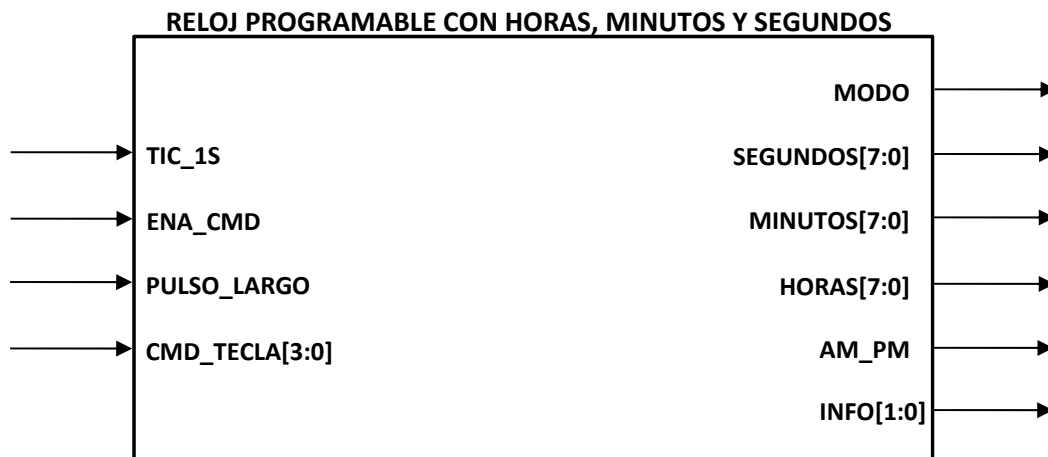 RELOJ PROGRAMABLE CON HORAS, MINUTOS Y SEGUNDOS
MODO
TIC_1S
SEGUNDOS[7:0]
ENA_CMD
MINUTOS[7:0]
PULSO_LARGO
HORAS[7:0]
CMD_TECLA[3:0]
AM_PM
INFO[1:0]